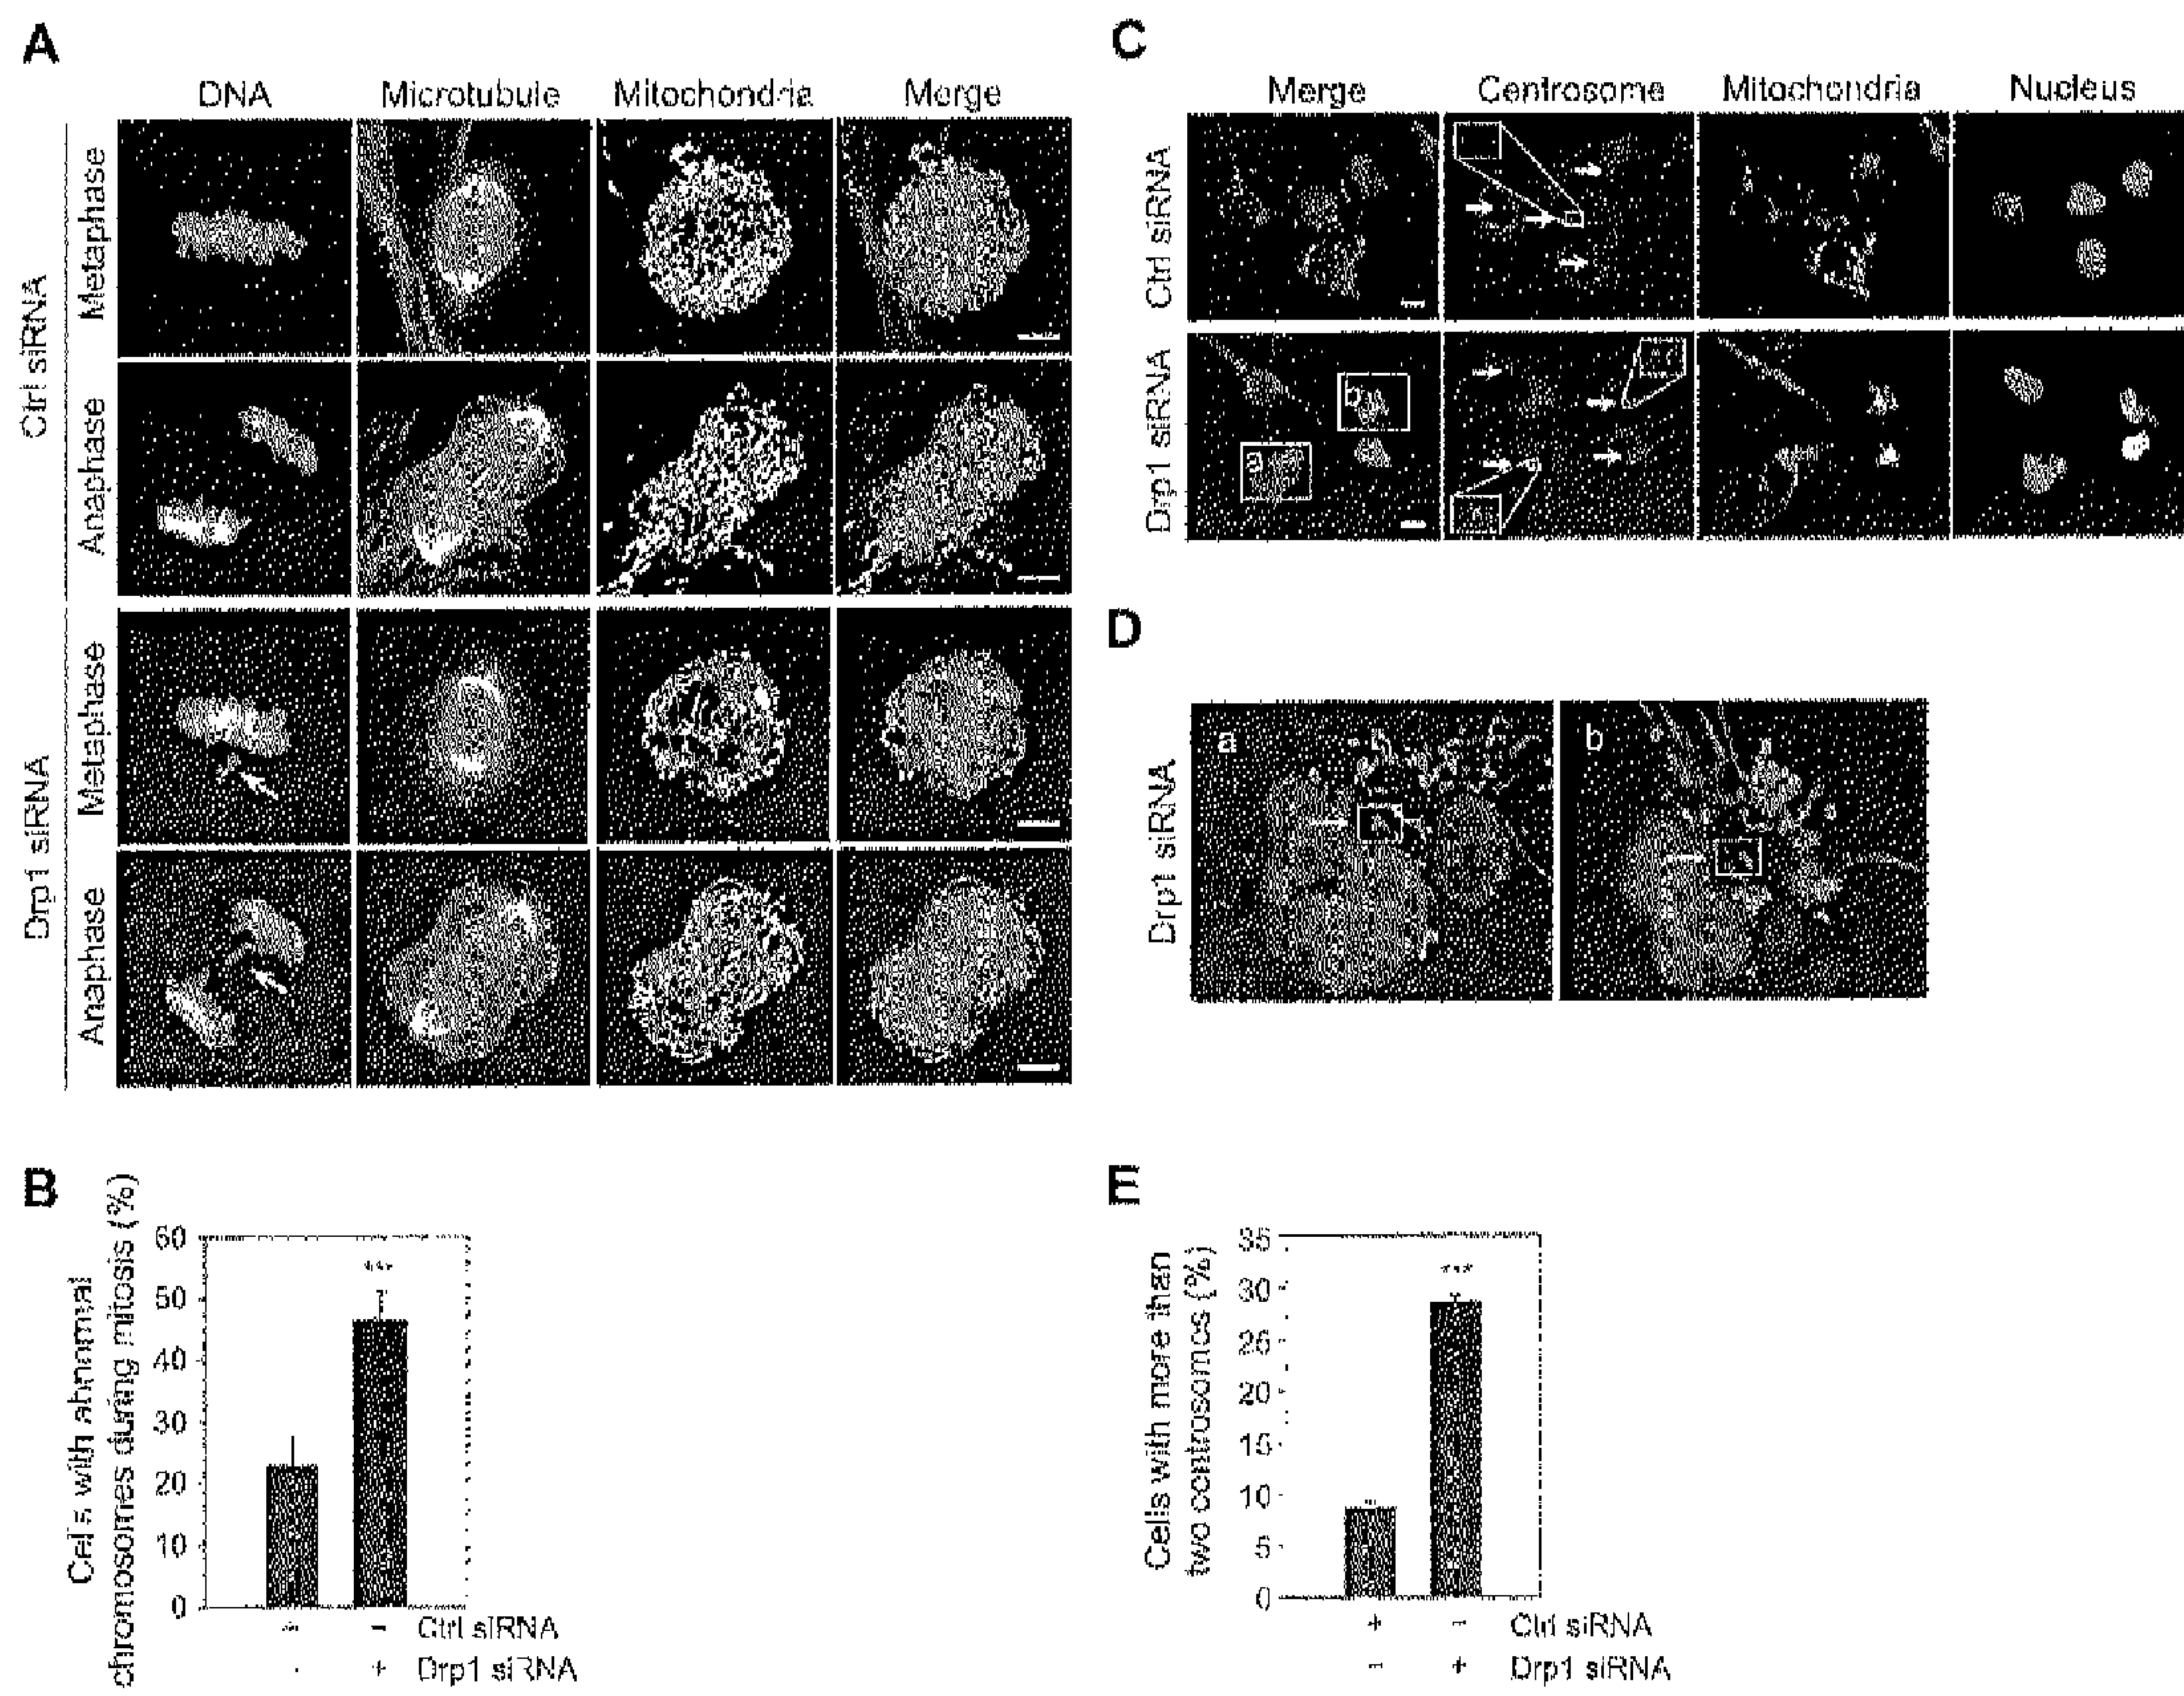 A
DNA Microtubule Mitochondria Merge
Ctrl siRNA
Metaphase
Anaphase
Drp1 siRNA
Metaphase
Anaphase
B
Cells with abnormal
chromosomes during mitosis (%)
60
50
40
30
20
10
0
+ − Ctrl siRNA
- + Drp1 siRNA
C
Merge Centrosome Mitochondria Nucleus
Ctrl siRNA
Drp1 siRNA
a
b
D
Drp1 siRNA
a
b
E
Cells with more than
two centrosomes (%)
35
30
25
20
15
10
5
0
***
+ − Ctrl siRNA
− + Drp1 siRNA